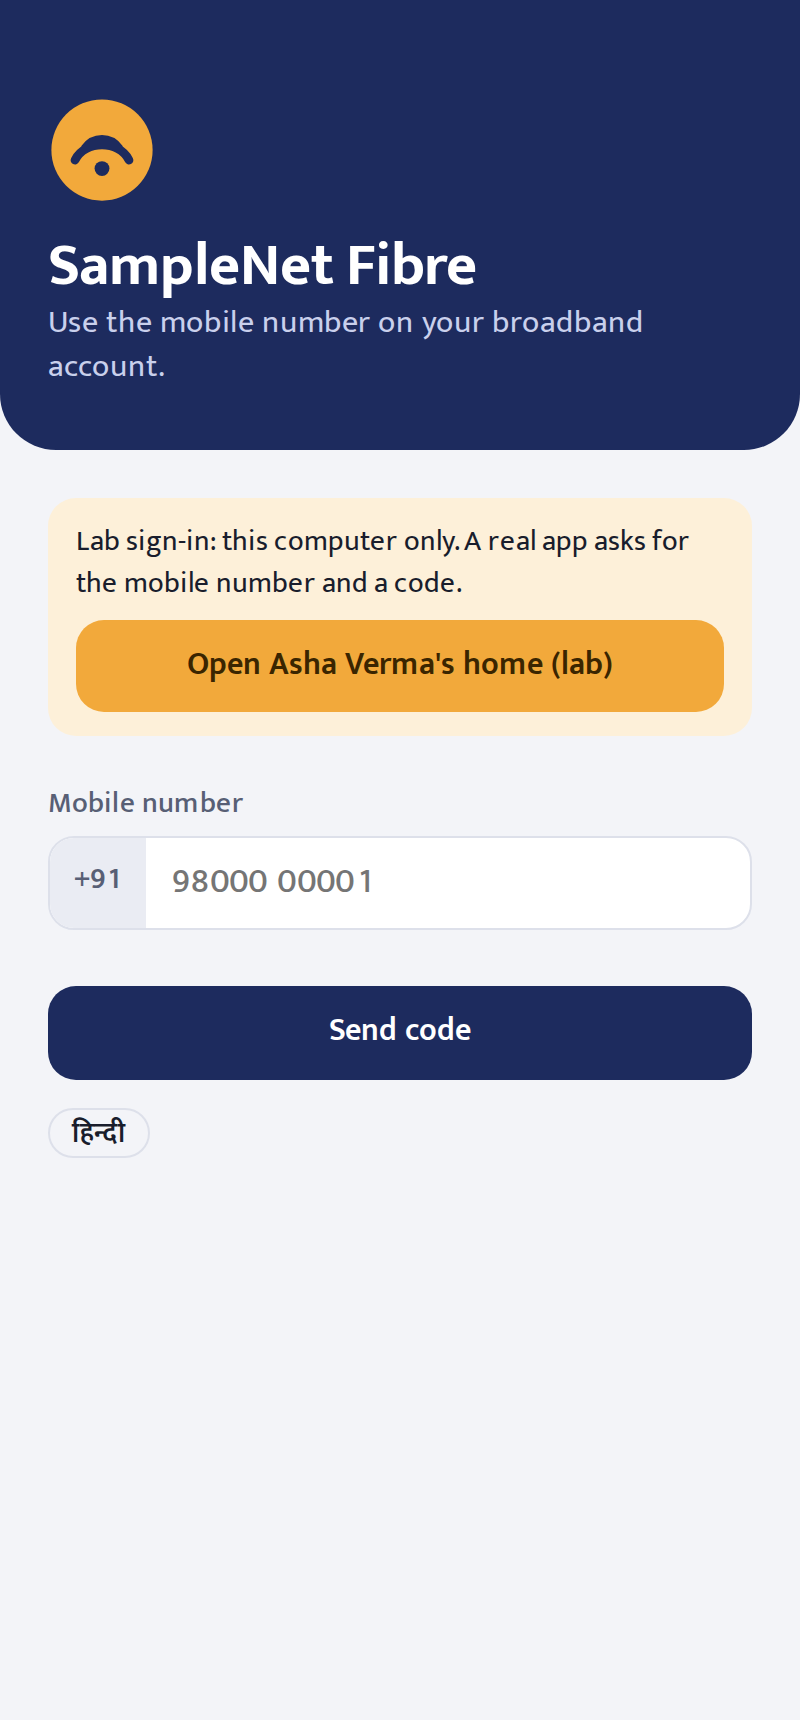 SampleNet Fibre
Use the mobile number on your broadband
account.
Lab sign-in: this computer only. A real app asks for
the mobile number and a code.
Open Asha Verma's home (lab)
Mobile number
+91 98000 00001
Send code
हिन्दी